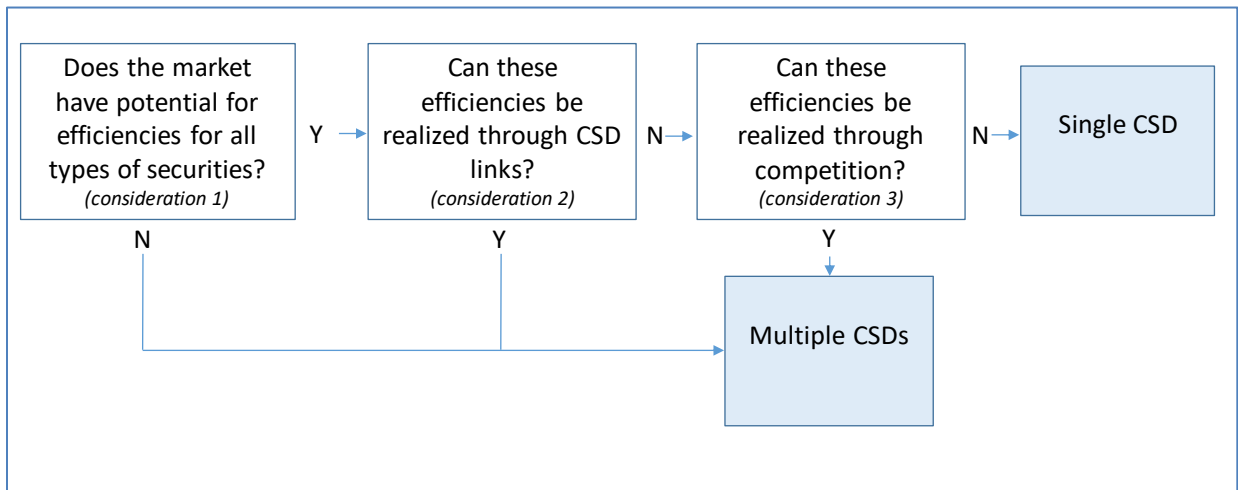 Does the market
have potential for
efficiencies for all
types of securities?
(consideration 1)
Y
Can these
efficiencies be
realized through CSD
links?
(consideration 2)
N
Can these
efficiencies be
realized through
competition?
(consideration 3)
N
Single CSD
N
Y
Y
Multiple CSDs